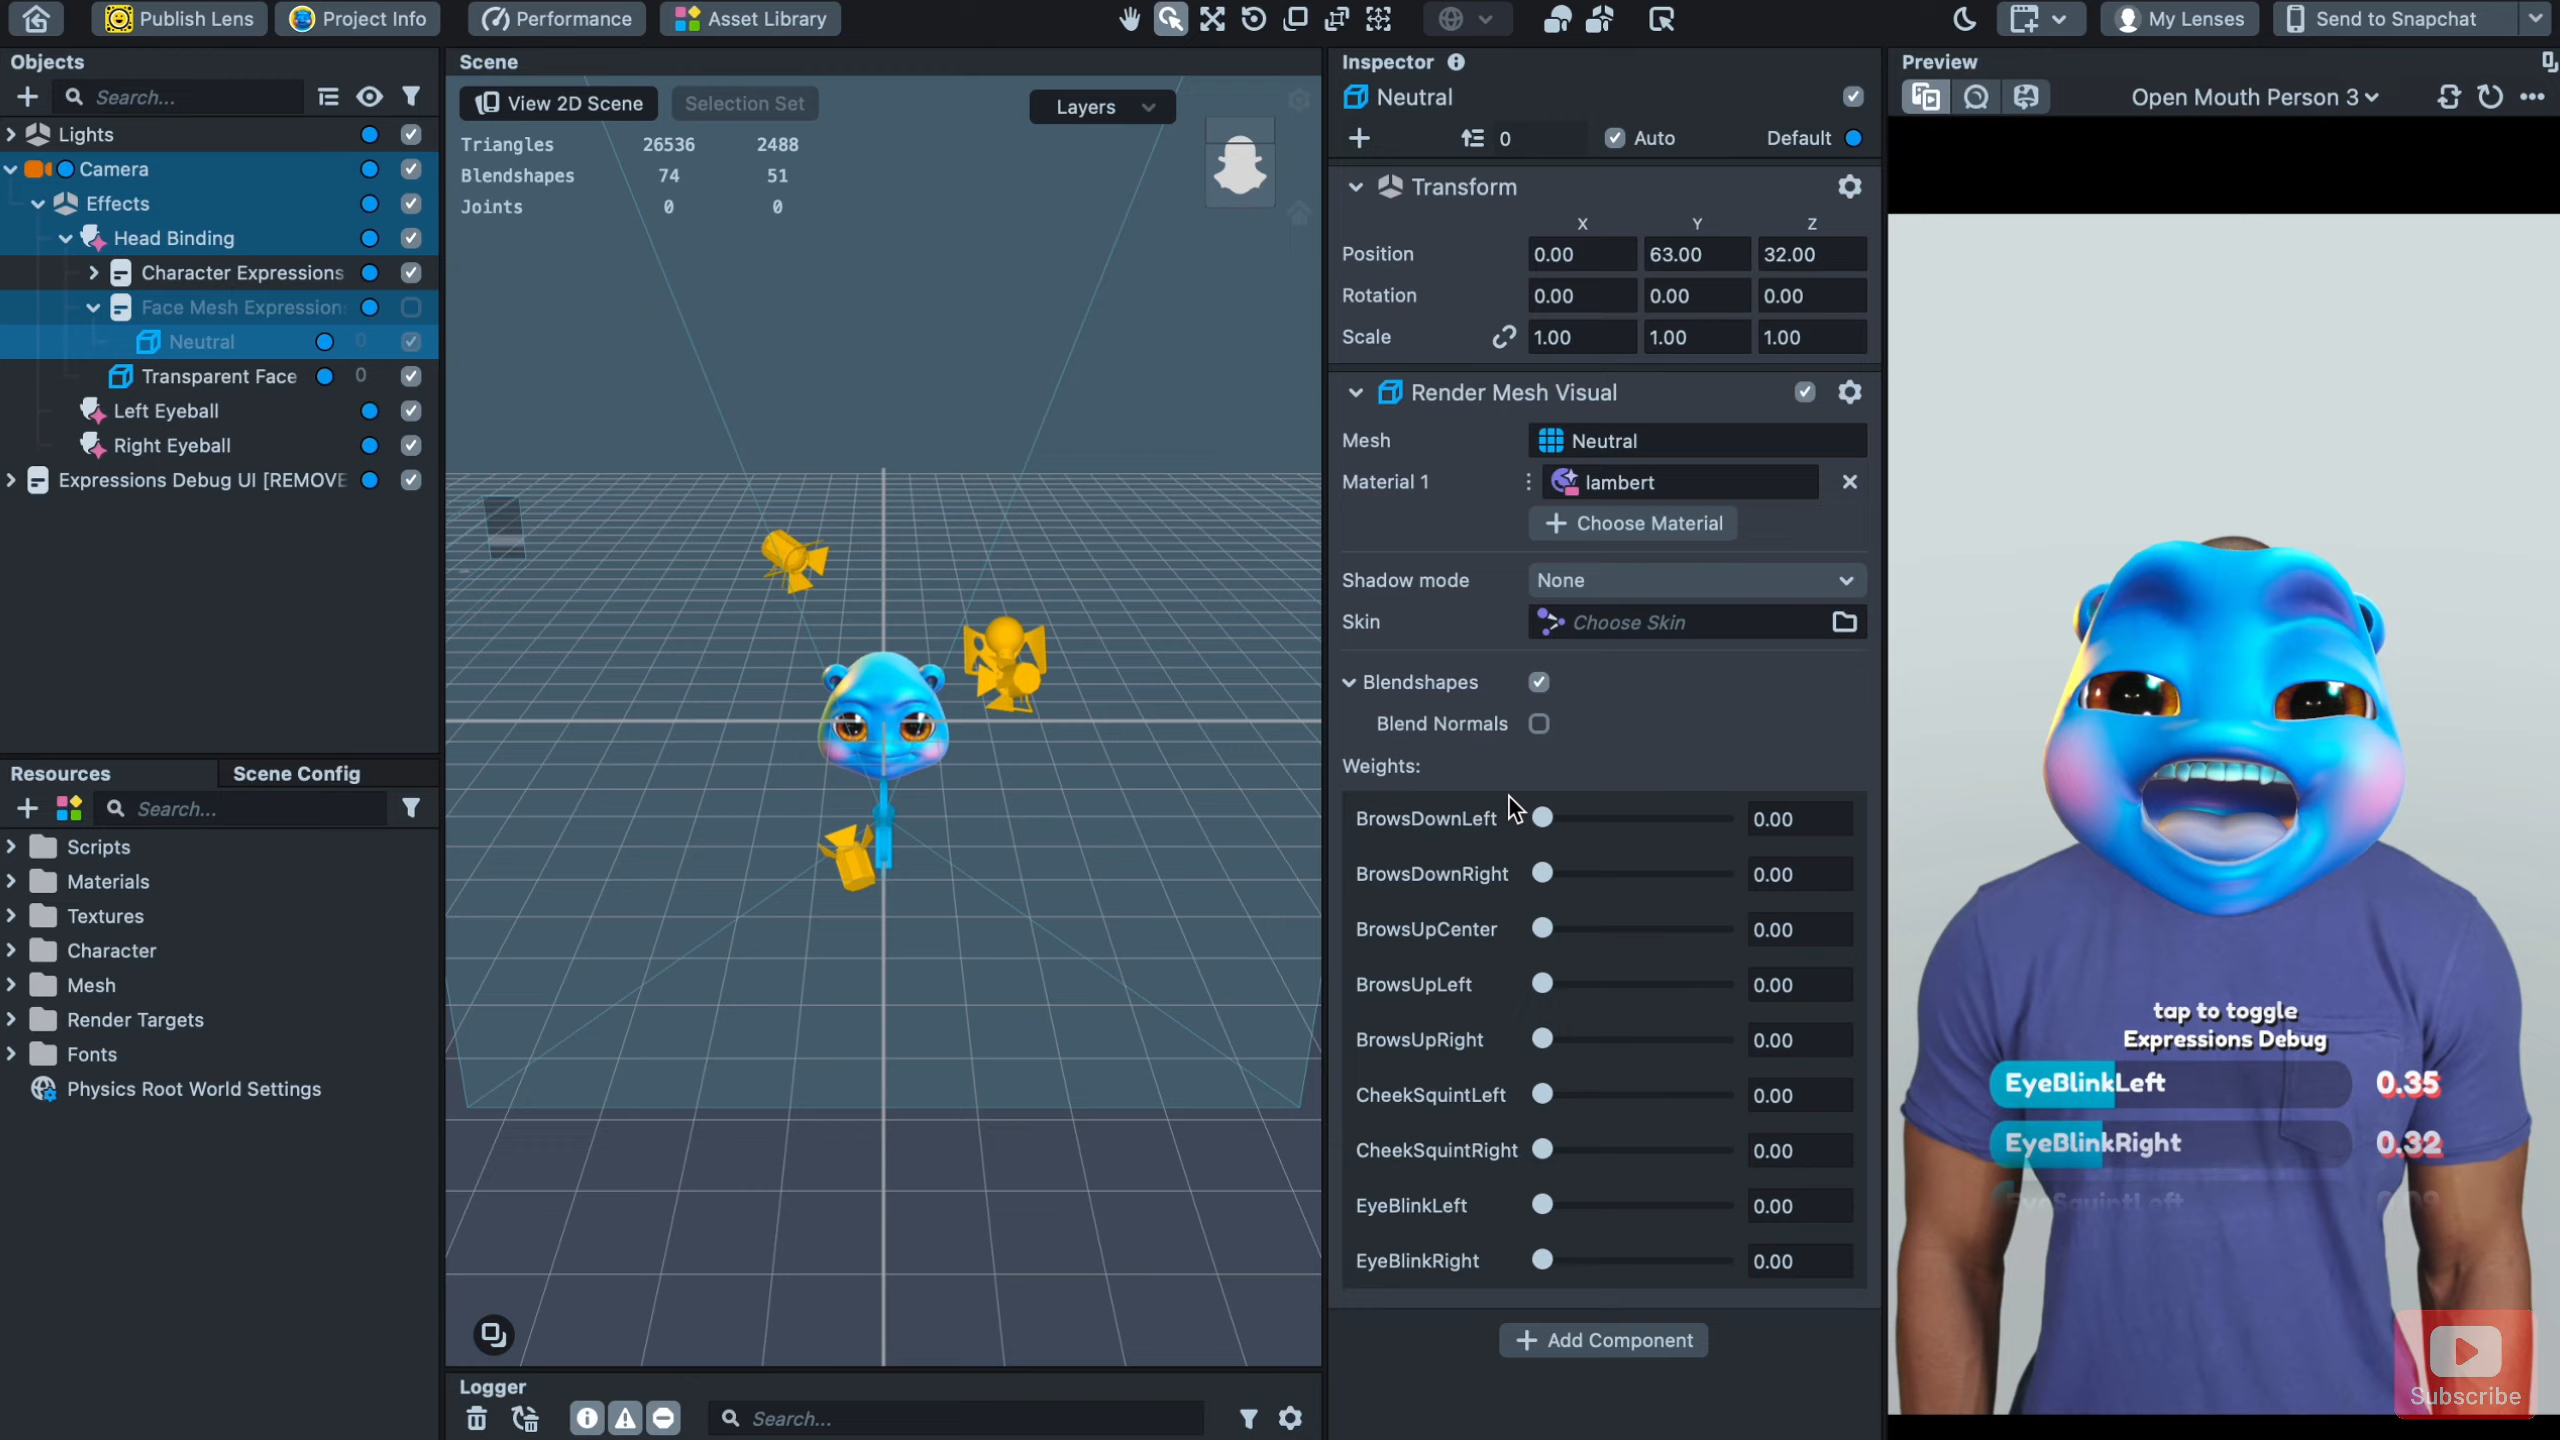 Publish Lens
Project Info
Performance
Asset Library
My Lenses
Send to Snapchat
Objects
Search...
Lights
Camera
Effects
Head Binding
Character Expressions
Face Mesh Expression
Neutral 0
Transparent Face 0
Left Eyeball
Right Eyeball
Expressions Debug UI [REMOVE
Resources
Scene Config
Search...
Scripts
Materials
Textures
Character
Mesh
Render Targets
Fonts
Physics Root World Settings
Scene
View 2D Scene
Selection Set
Layers
Triangles 26536 2488
Blendshapes 74 51
Joints 0 0
Logger
Search...
Inspector
Neutral
0
Auto
Default
Transform
X Y Z
Position 0.00 63.00 32.00
Rotation 0.00 0.00 0.00
Scale 1.00 1.00 1.00
Render Mesh Visual
Mesh Neutral
Material 1 lambert
Choose Material
Shadow mode None
Skin Choose Skin
Blendshapes
Blend Normals
Weights:
BrowsDownLeft 0.00
BrowsDownRight 0.00
BrowsUpCenter 0.00
BrowsUpLeft 0.00
BrowsUpRight 0.00
CheekSquintLeft 0.00
CheekSquintRight 0.00
EyeBlinkLeft 0.00
EyeBlinkRight 0.00
Add Component
Preview
Open Mouth Person 3
tap to toggle
Expressions Debug
EyeBlinkLeft 0.35
EyeBlinkRight 0.32
EyeSquintLeft
Subscribe